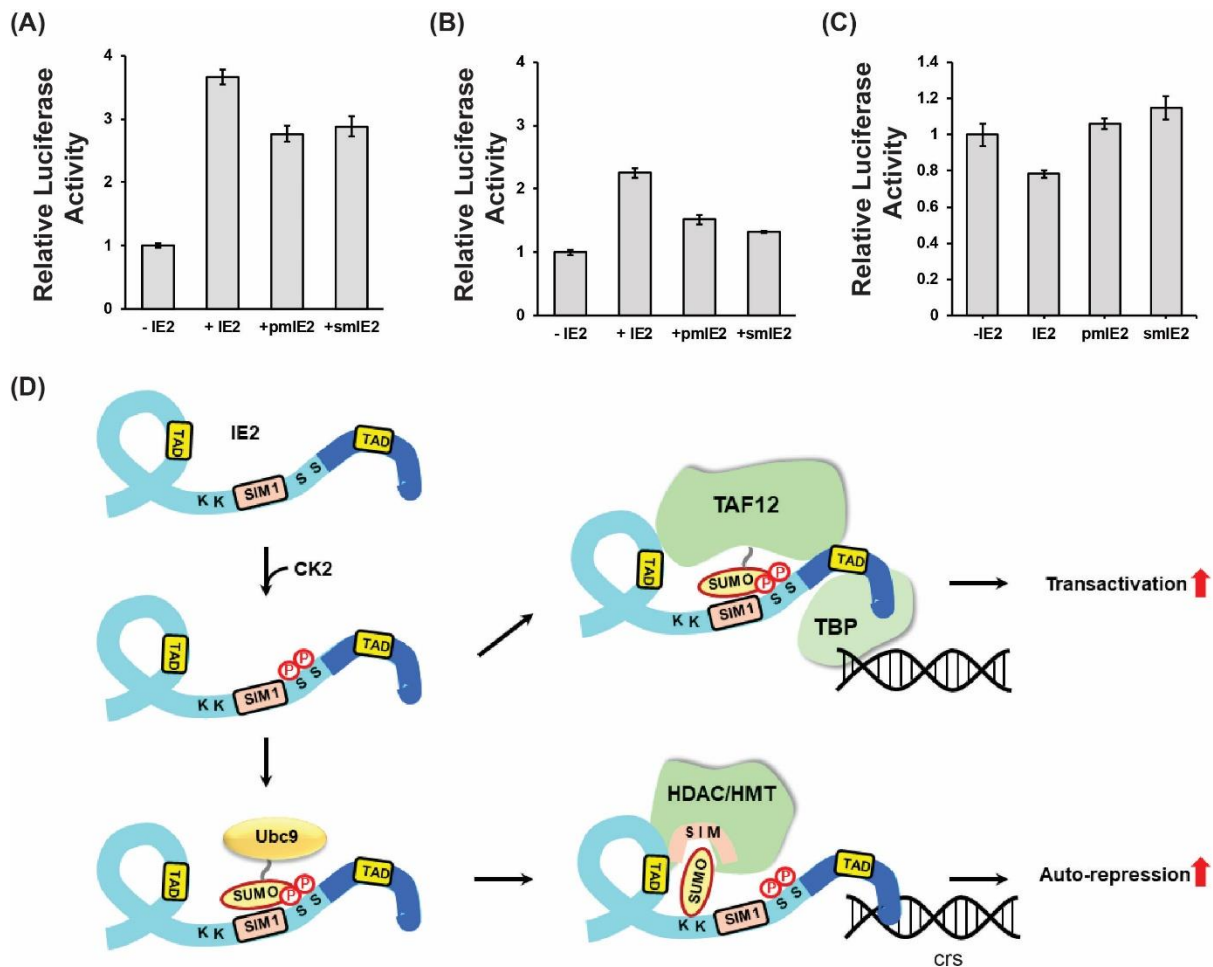 (A)
Relative Luciferase
Activity
4
3
2
1
0
- IE2
+ IE2
+pmIE2
+smIE2
(B)
Relative Luciferase
Activity
4
3
2
1
0
- IE2
+ IE2
+pmIE2
+smIE2
(C)
Relative Luciferase
Activity
1.4
1.2
1
0.8
0.6
0.4
0.2
0
-IE2
IE2
pmIE2
smIE2
(D)
TAD
IE2
K K
SIM1
S S
TAD
CK2
TAD
K K
SIM1
P P
S S
TAD
TAF12
TAD
SUMO
P P
K K
SIM1
S S
TAD
TBP
Transactivation
Ubc9
TAD
SUMO
P P
K K
SIM1
S S
TAD
HDAC/HMT
S I M
TAD
SUMO
K K
SIM1
P P
S S
TAD
crs
Auto-repression